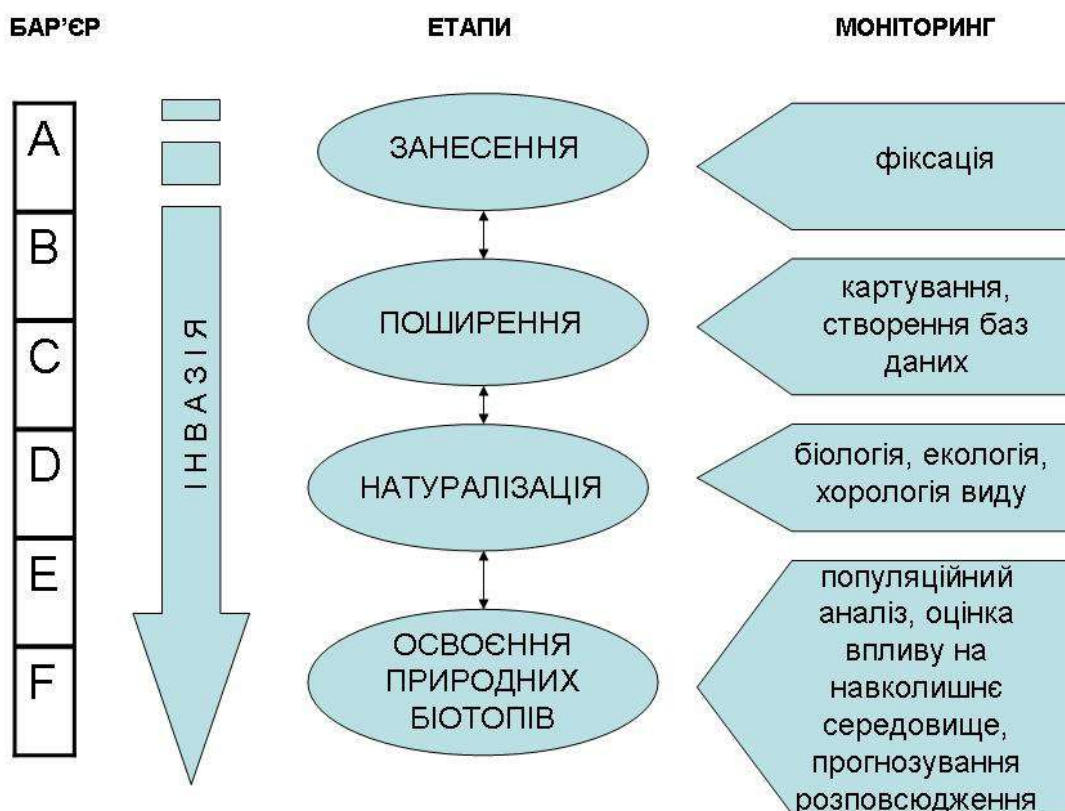 БАР’ЄР
ЕТАПИ
МОНІТОРИНГ
A
B
C
D
E
F
ІНВАЗІЯ
ЗАНЕСЕННЯ
ПОШИРЕННЯ
НАТУРАЛІЗАЦІЯ
ОСВОЄННЯ
ПРИРОДНИХ
БІОТОПІВ
фіксація
картування,
створення баз
даних
біологія, екологія,
хорологія виду
популяційний
аналіз, оцінка
впливу на
навколишнє
середовище,
прогнозування
розповсюдження